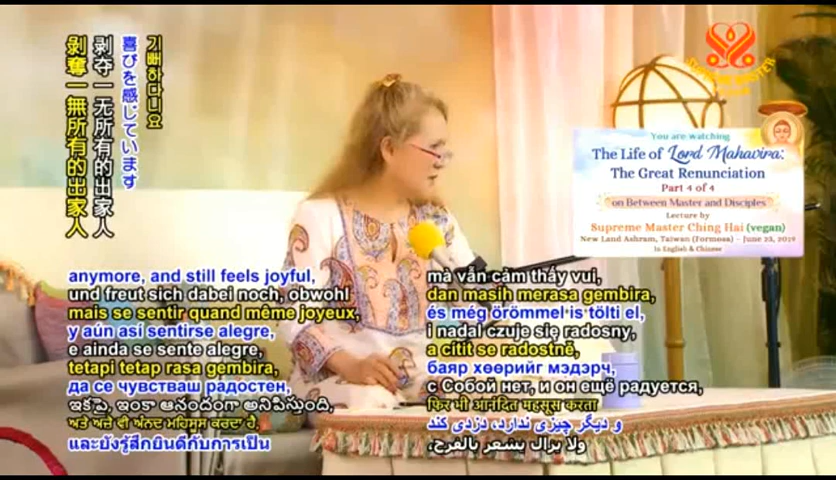 기뻐하다니요
喜びを感じています
剥夺一无所有的出家人
剝奪一無所有的出家人
SUPREME MASTER
You are watching
The Life of Lord Mahavira:
The Great Renunciation
Part 4 of 4
on Between Master and Disciples
Lecture by
Supreme Master Ching Hai (vegan)
New Land Ashram, Taiwan (Formosa) – June 23, 2019
In English & Chinese
anymore, and still feels joyful,
und freut sich dabei noch, obwohl
mais se sentir quand même joyeux,
y aún así sentirse alegre,
e ainda se sente alegre,
tetapi tetap rasa gembira,
да се чувстваш радостен,
ఇకపై, ఇంకా ఆనందంగా అనిపిస్తుంది,
ਅਤੇ ਅਜੇ ਵੀ ਅੰਨਦ ਮਹਿਸੂਸ ਕਰਦਾ ਹੈ,
และยังรู้สึกยินดีกับการเป็น
mà vẫn cảm thấy vui,
dan masih merasa gembira,
és még örömmel is tölti el,
i nadal czuje się radosny,
a cítit se radostně,
баяр хөөрийг мэдэрч,
с Собой нет, и он ещё радуется,
फिर भी आनंदित महसूस करता
و دیگر چیزی ندارد، دزدی کند
ولا يزال يشعر بالفرح،